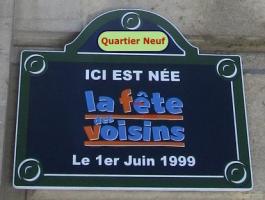 Quartier Neuf
ICI EST NÉE
la fête
des
voisins
Le 1er Juin 1999